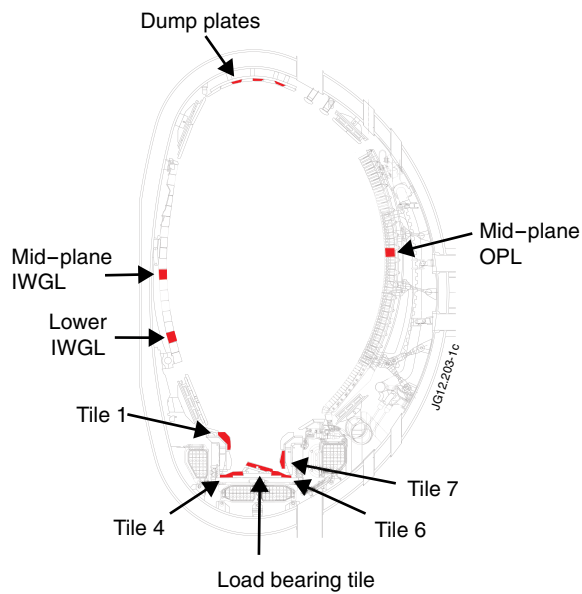 Dump plates
Mid−plane
OPL
Mid−plane
IWGL
Lower
IWGL
JG12.203-1c
Tile 1
Tile 7
Tile 4
Tile 6
Load bearing tile